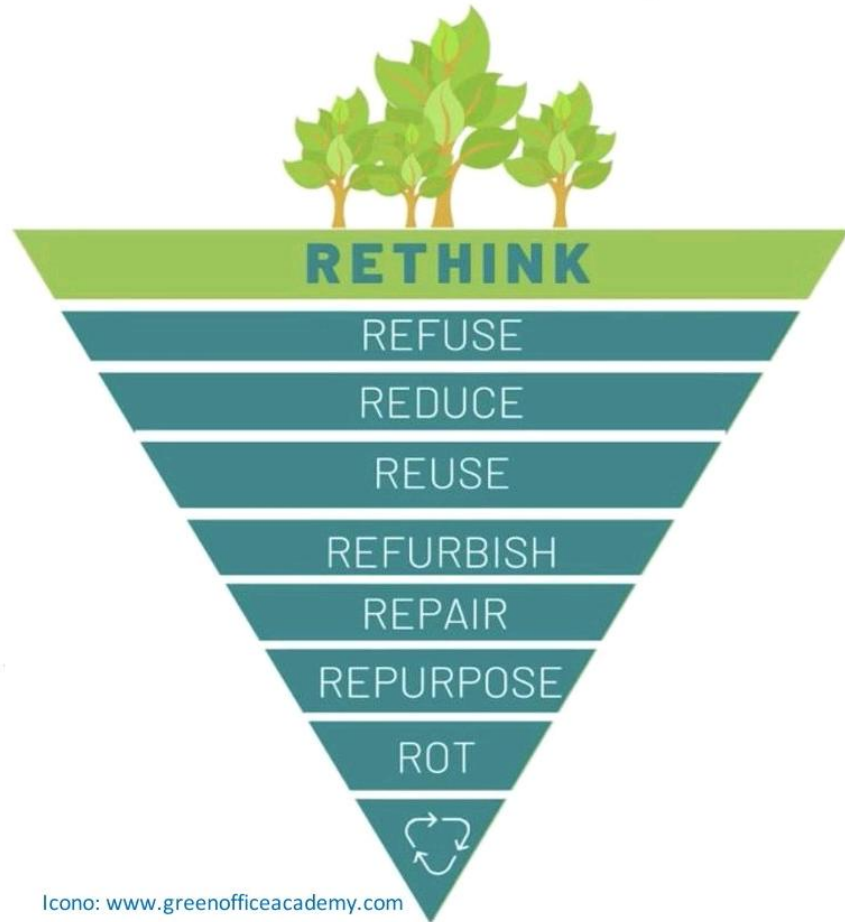 RETHINK
REFUSE
REDUCE
REUSE
REFURBISH
REPAIR
REPURPOSE
ROT
Icono: www.greenofficeacademy.com